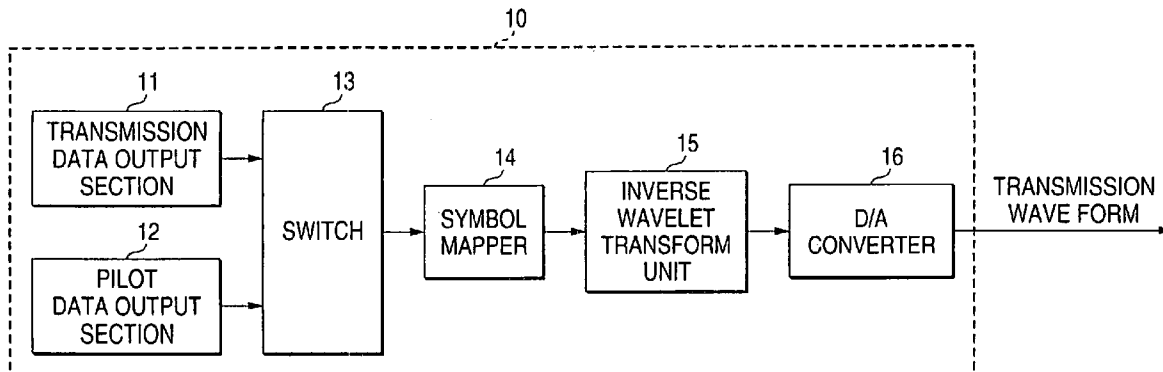 10
11
TRANSMISSION
DATA OUTPUT
SECTION
12
PILOT
DATA OUTPUT
SECTION
13
SWITCH
14
SYMBOL
MAPPER
15
INVERSE
WAVELET
TRANSFORM
UNIT
16
D/A
CONVERTER
TRANSMISSION
WAVE FORM